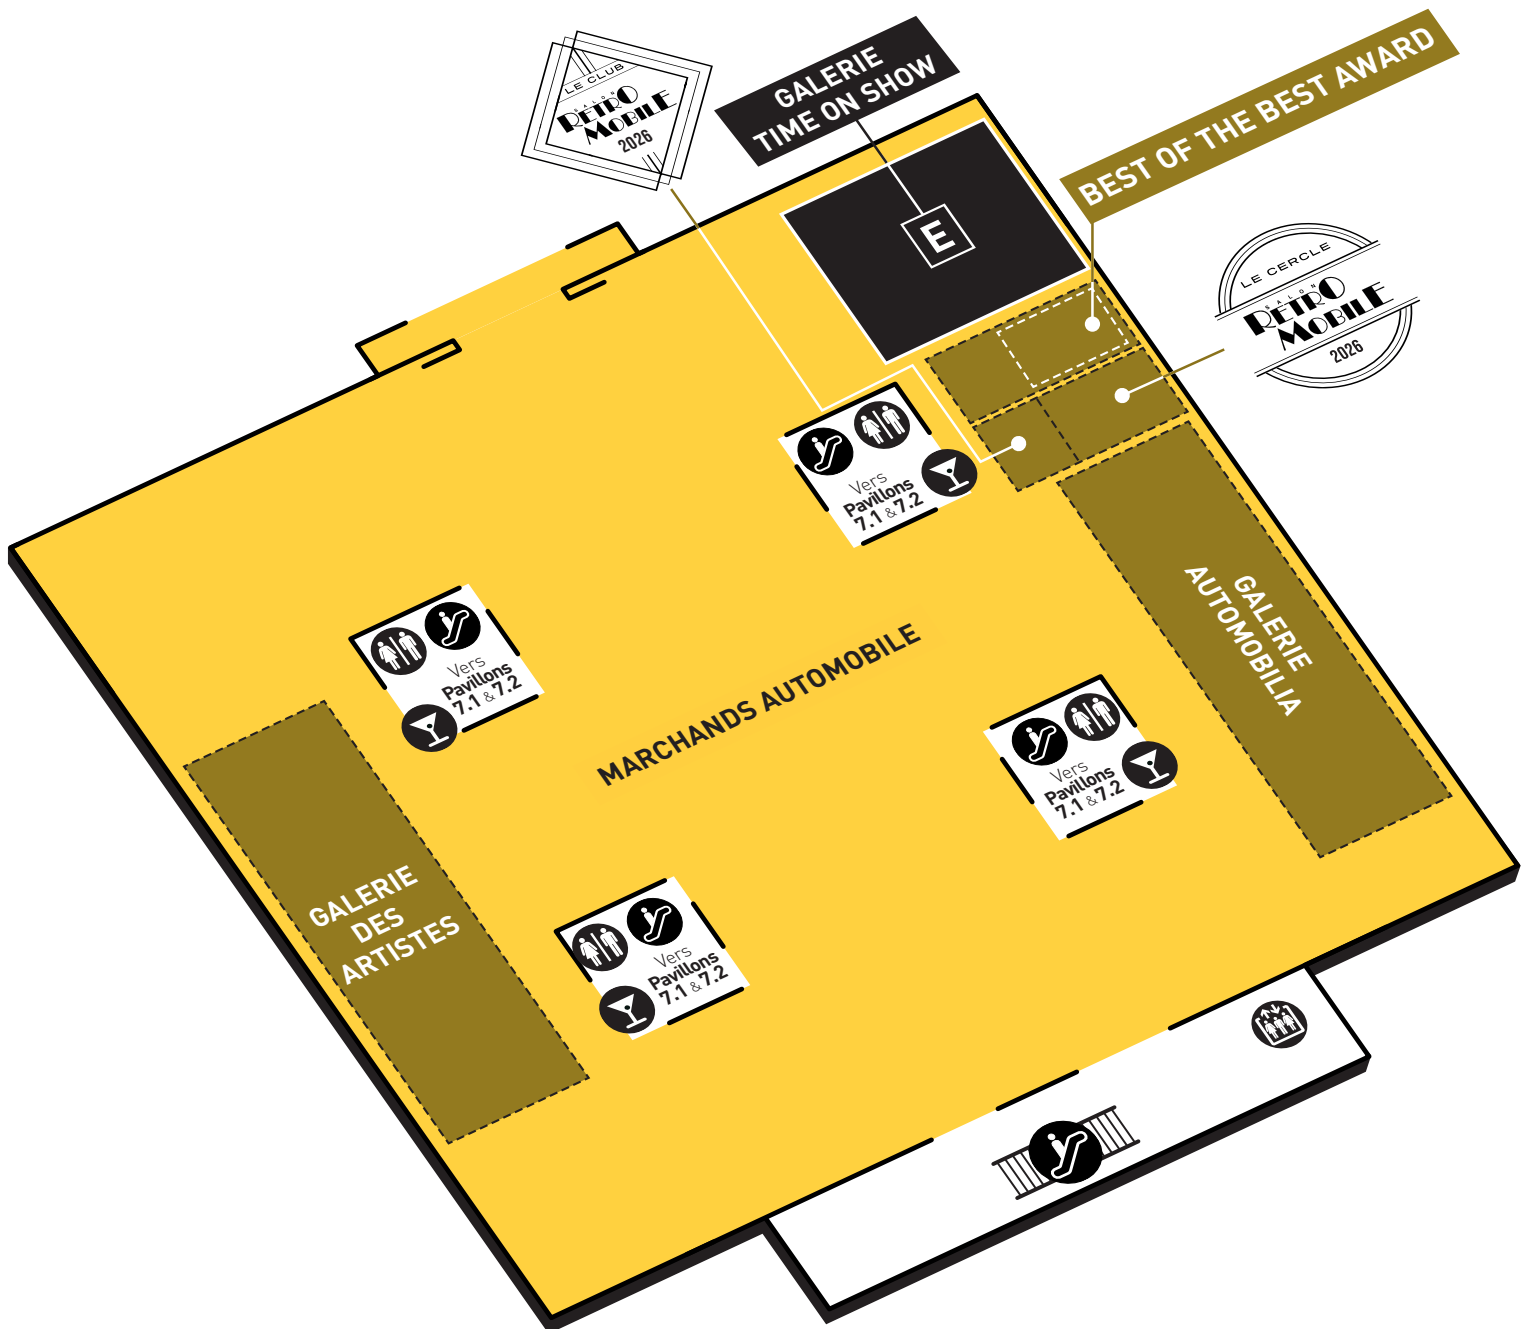 LE CLUB
SALON
RETRO
MOBILE
2026
GALERIE
TIME ON SHOW
BEST OF THE BEST AWARD
E
LE CERCLE
SALON
RETRO
MOBILE
2026
Vers
Pavillons
7.1 & 7.2
GALERIE
AUTOMOBILIA
Vers
Pavillons
7.1 & 7.2
MARCHANDS AUTOMOBILE
Vers
Pavillons
7.1 & 7.2
GALERIE
DES
ARTISTES
Vers
Pavillons
7.1 & 7.2